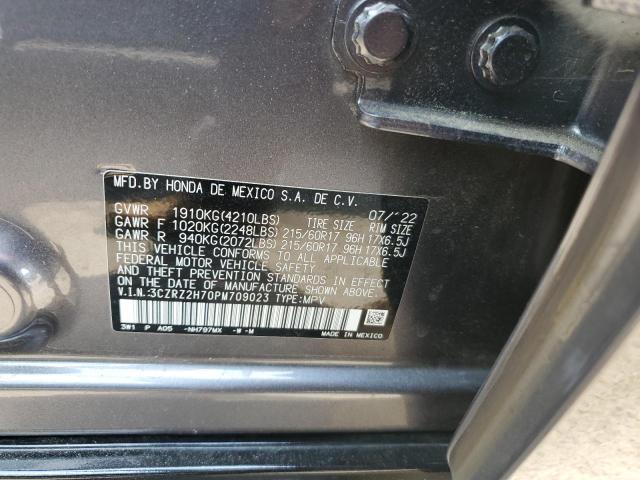 MFD.BY HONDA DE MEXICO S.A. DE C.V. 07/'22
GVWR 1910KG(4210LBS) TIRE SIZE RIM SIZE
GAWR F 1020KG(2248LBS) 215/60R17 96H 17X6.5J
GAWR R 940KG(2072LBS) 215/60R17 96H 17X6.5J
THIS VEHICLE CONFORMS TO ALL APPLICABLE
FEDERAL MOTOR VEHICLE SAFETY
AND THEFT PREVENTION STANDARDS IN EFFECT
ON THE DATE OF MANUFACTURE SHOWN ABOVE.
V.I.N.:3CZRZ2H70PM709023 TYPE:MPV
3W1 P A05 -NH797MX -W -M MADE IN MEXICO